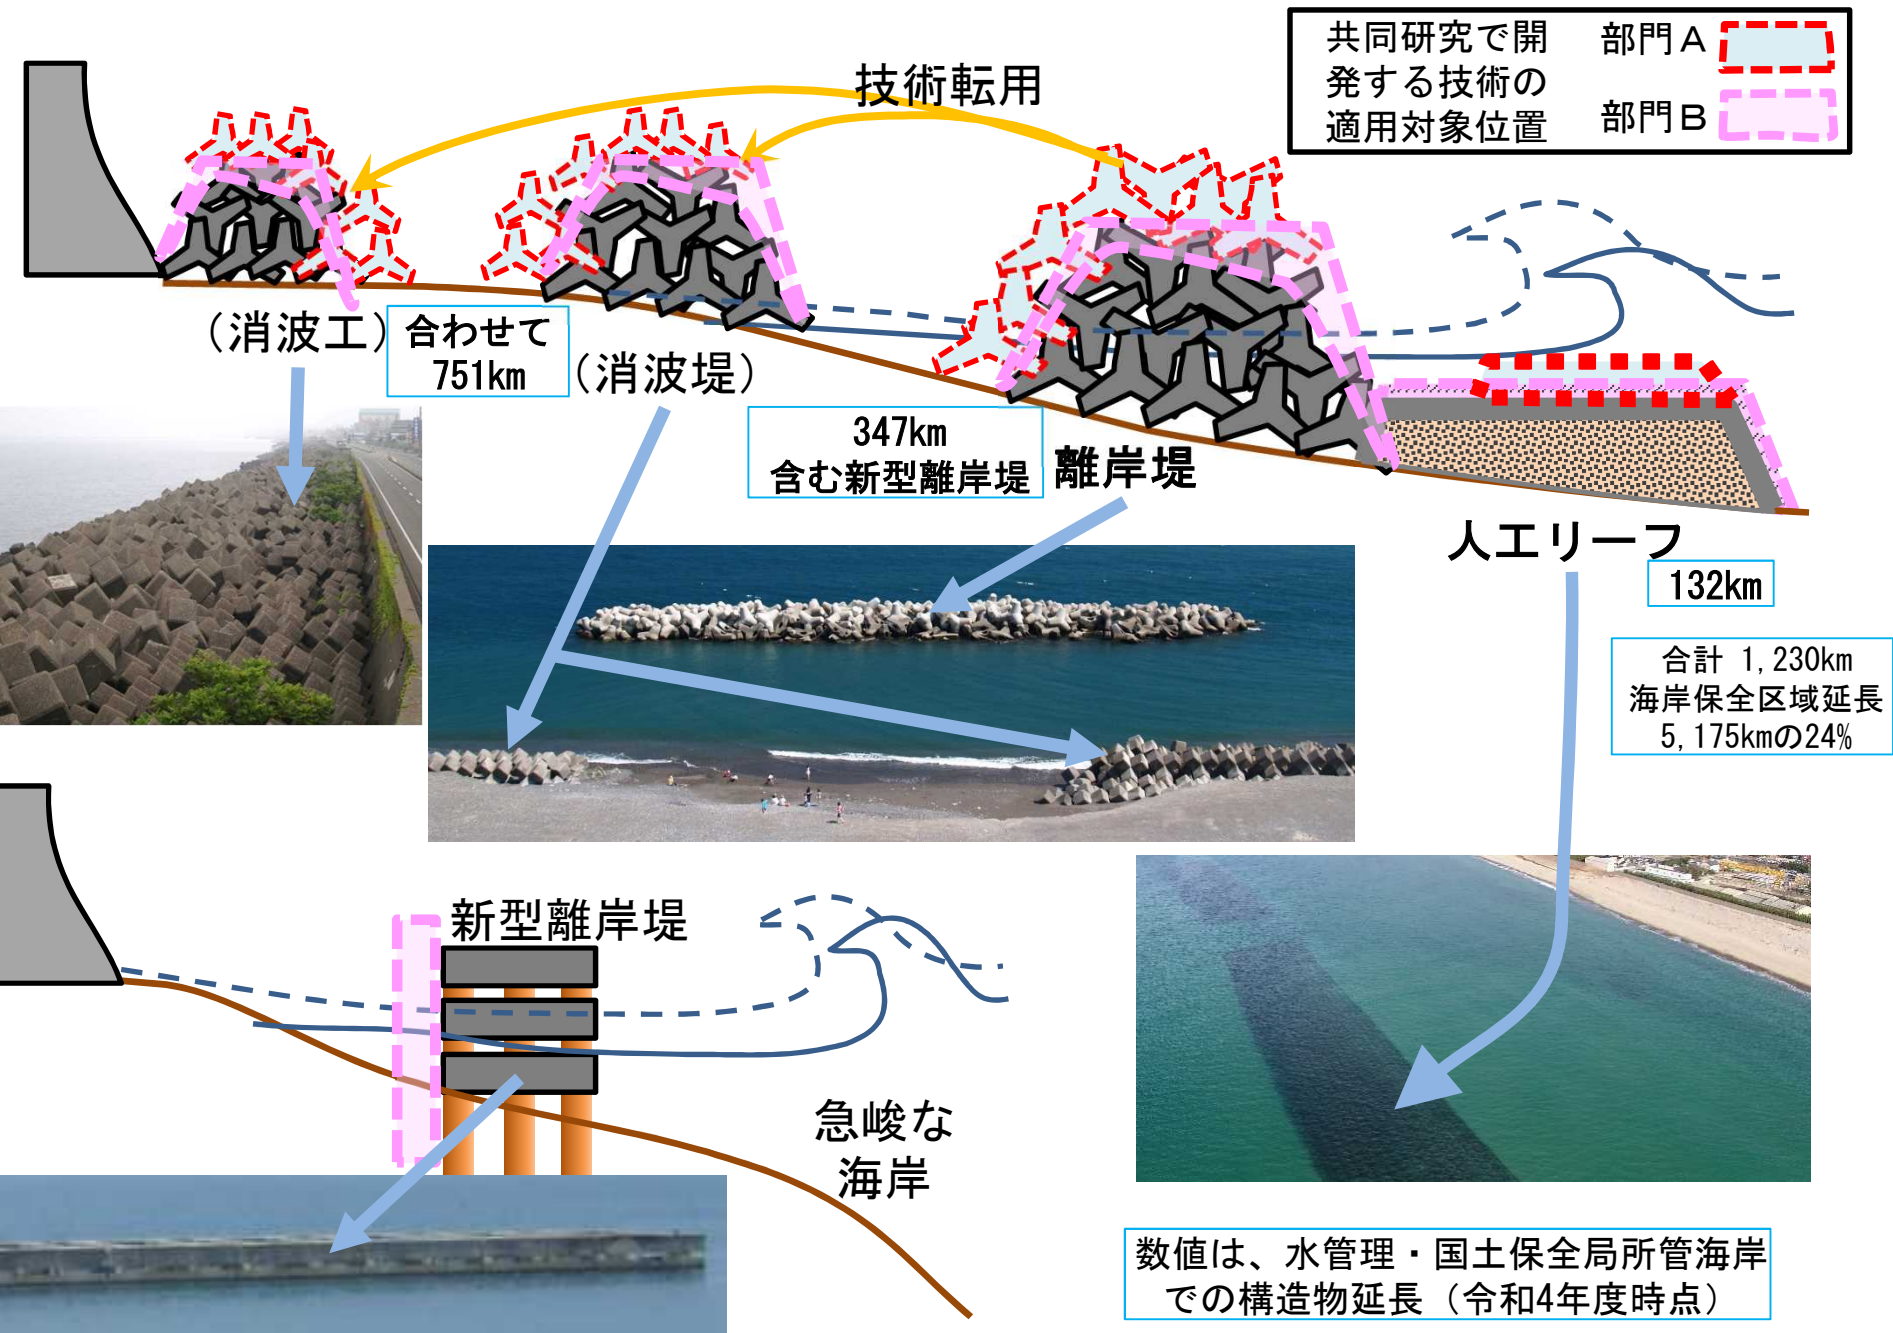 共同研究で開
発する技術の
適用対象位置
部門A
部門B
技術転用
(消波工)
合わせて
751km
(消波堤)
347km
含む新型離岸堤
離岸堤
人工リーフ
132km
合計 1,230km
海岸保全区域延長
5,175kmの24%
新型離岸堤
急峻な
海岸
数値は、水管理・国土保全局所管海岸
での構造物延長（令和4年度時点）